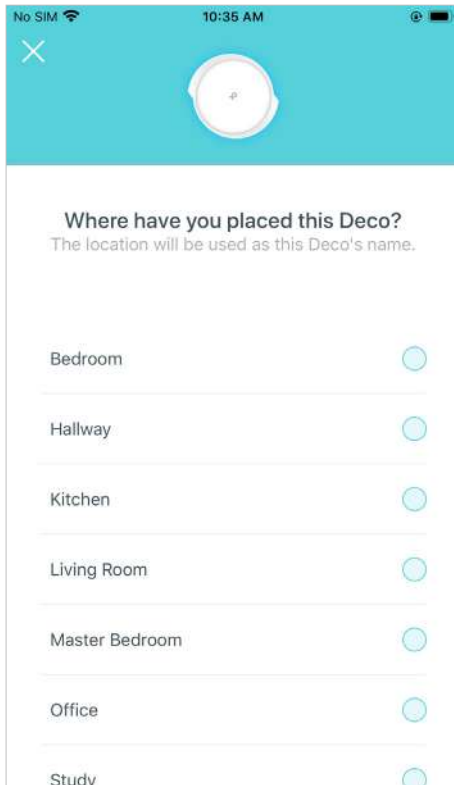 No SIM 10:35 AM
Where have you placed this Deco?
The location will be used as this Deco's name.
Bedroom
Hallway
Kitchen
Living Room
Master Bedroom
Office
Study